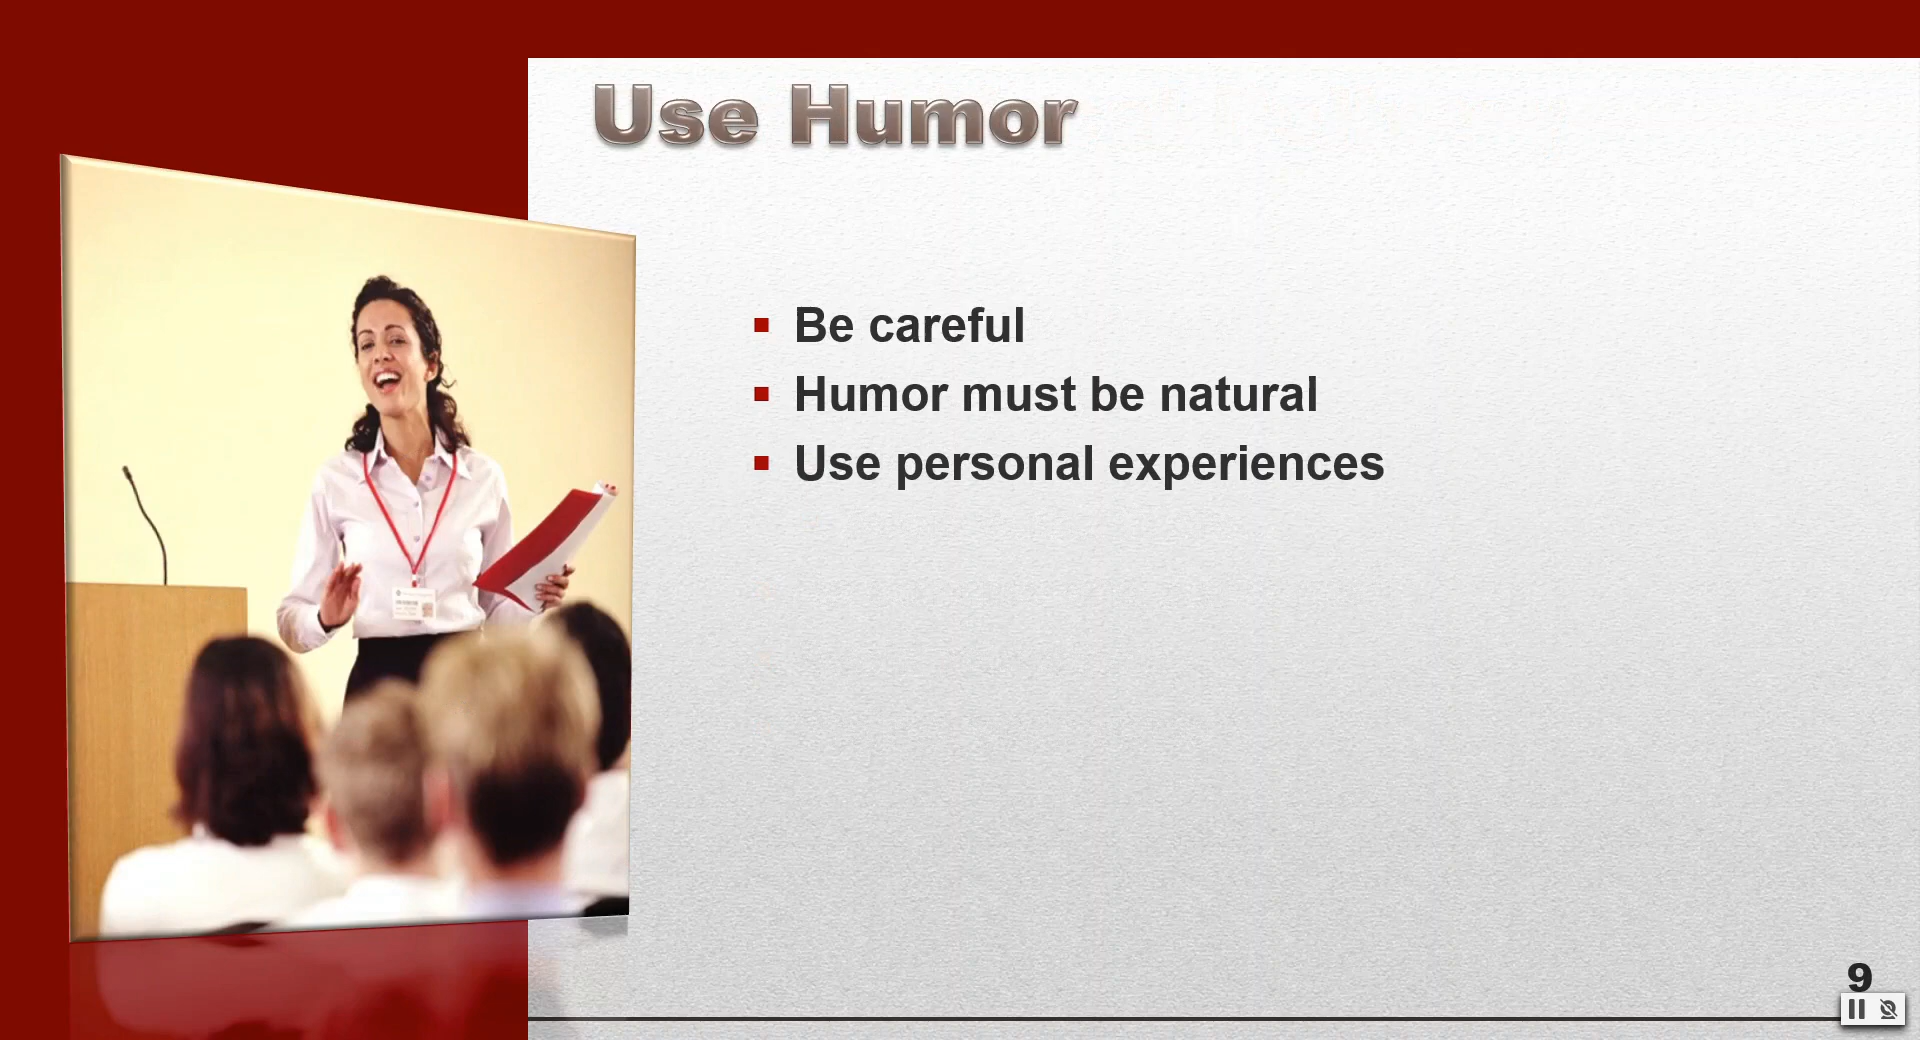 Use Humor
Be careful
Humor must be natural
Use personal experiences
9